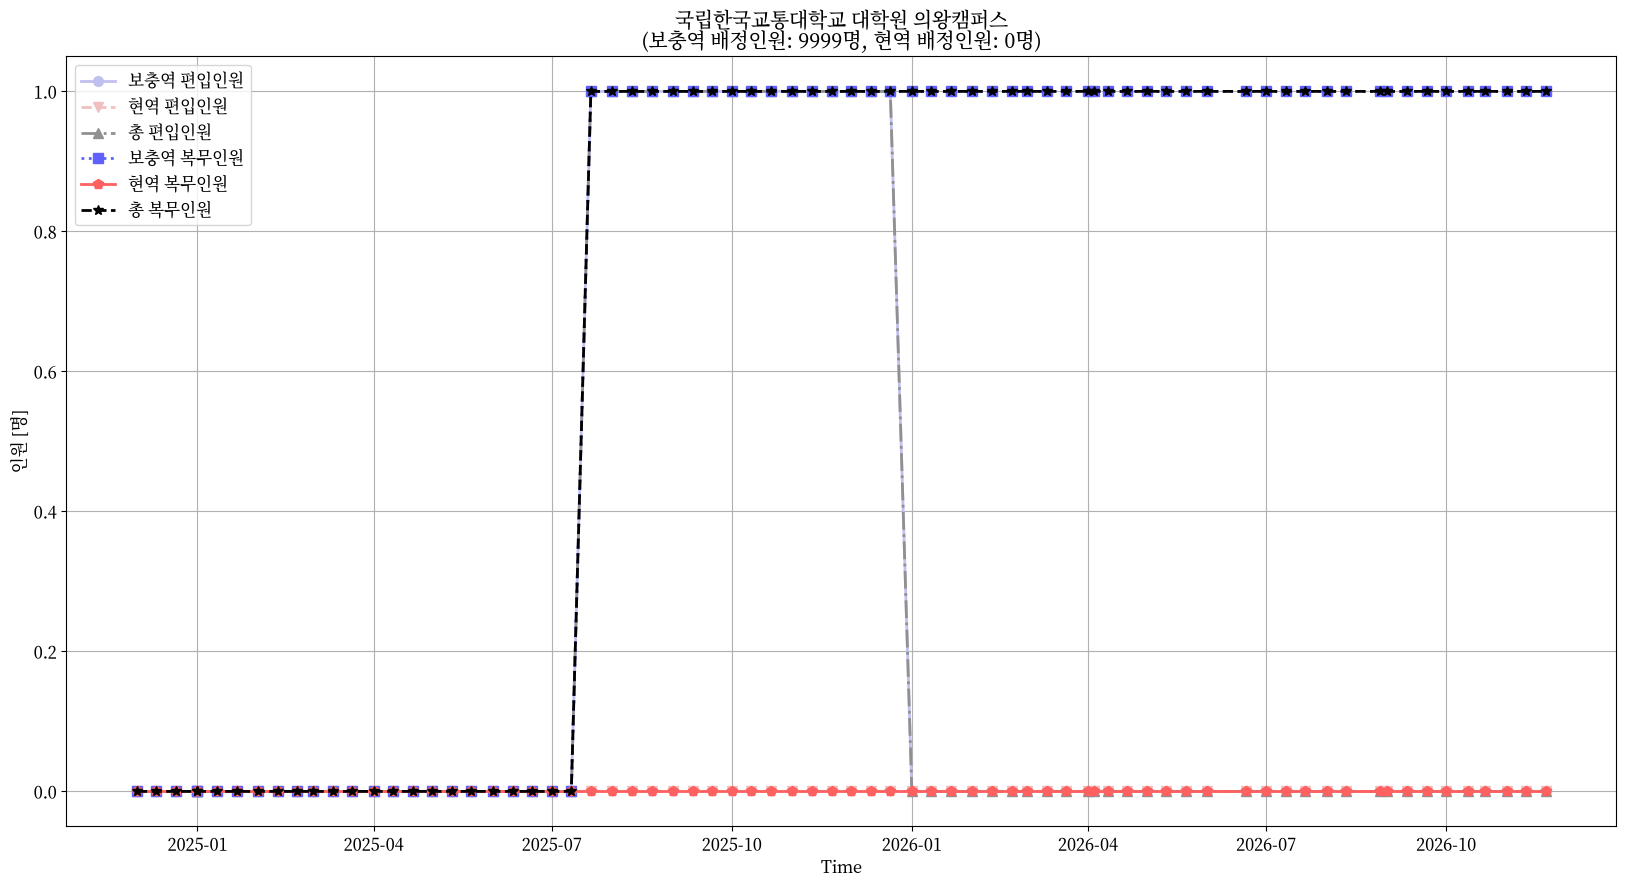 국립한국교통대학교 대학원 의왕캠퍼스
(보충역 배정인원: 9999명, 현역 배정인원: 0명)
보충역 편입인원
현역 편입인원
총 편입인원
보충역 복무인원
현역 복무인원
총 복무인원
인원 [명]
1.0
0.8
0.6
0.4
0.2
0.0
2025-01
2025-04
2025-07
2025-10
2026-01
2026-04
2026-07
2026-10
Time